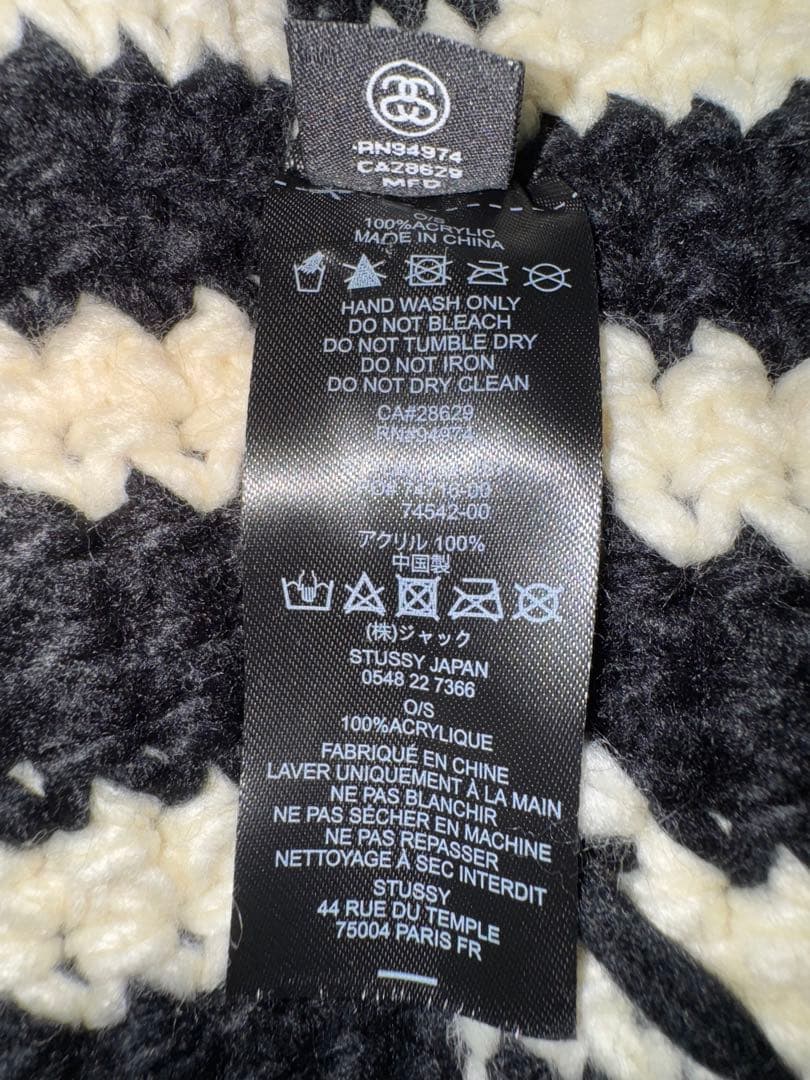 RN94974
CA28629
MFD
O/S
100%ACRYLIC
MADE IN CHINA
HAND WASH ONLY
DO NOT BLEACH
DO NOT TUMBLE DRY
DO NOT IRON
DO NOT DRY CLEAN
CA#28629
RN#94974
74716-00
74542-00
アクリル 100%
中国製
(株)ジャック
STUSSY JAPAN
0548 22 7366
O/S
100%ACRYLIQUE
FABRIQUÉ EN CHINE
LAVER UNIQUEMENT À LA MAIN
NE PAS BLANCHIR
NE PAS SÉCHER EN MACHINE
NE PAS REPASSER
NETTOYAGE À SEC INTERDIT
STUSSY
44 RUE DU TEMPLE
75004 PARIS FR